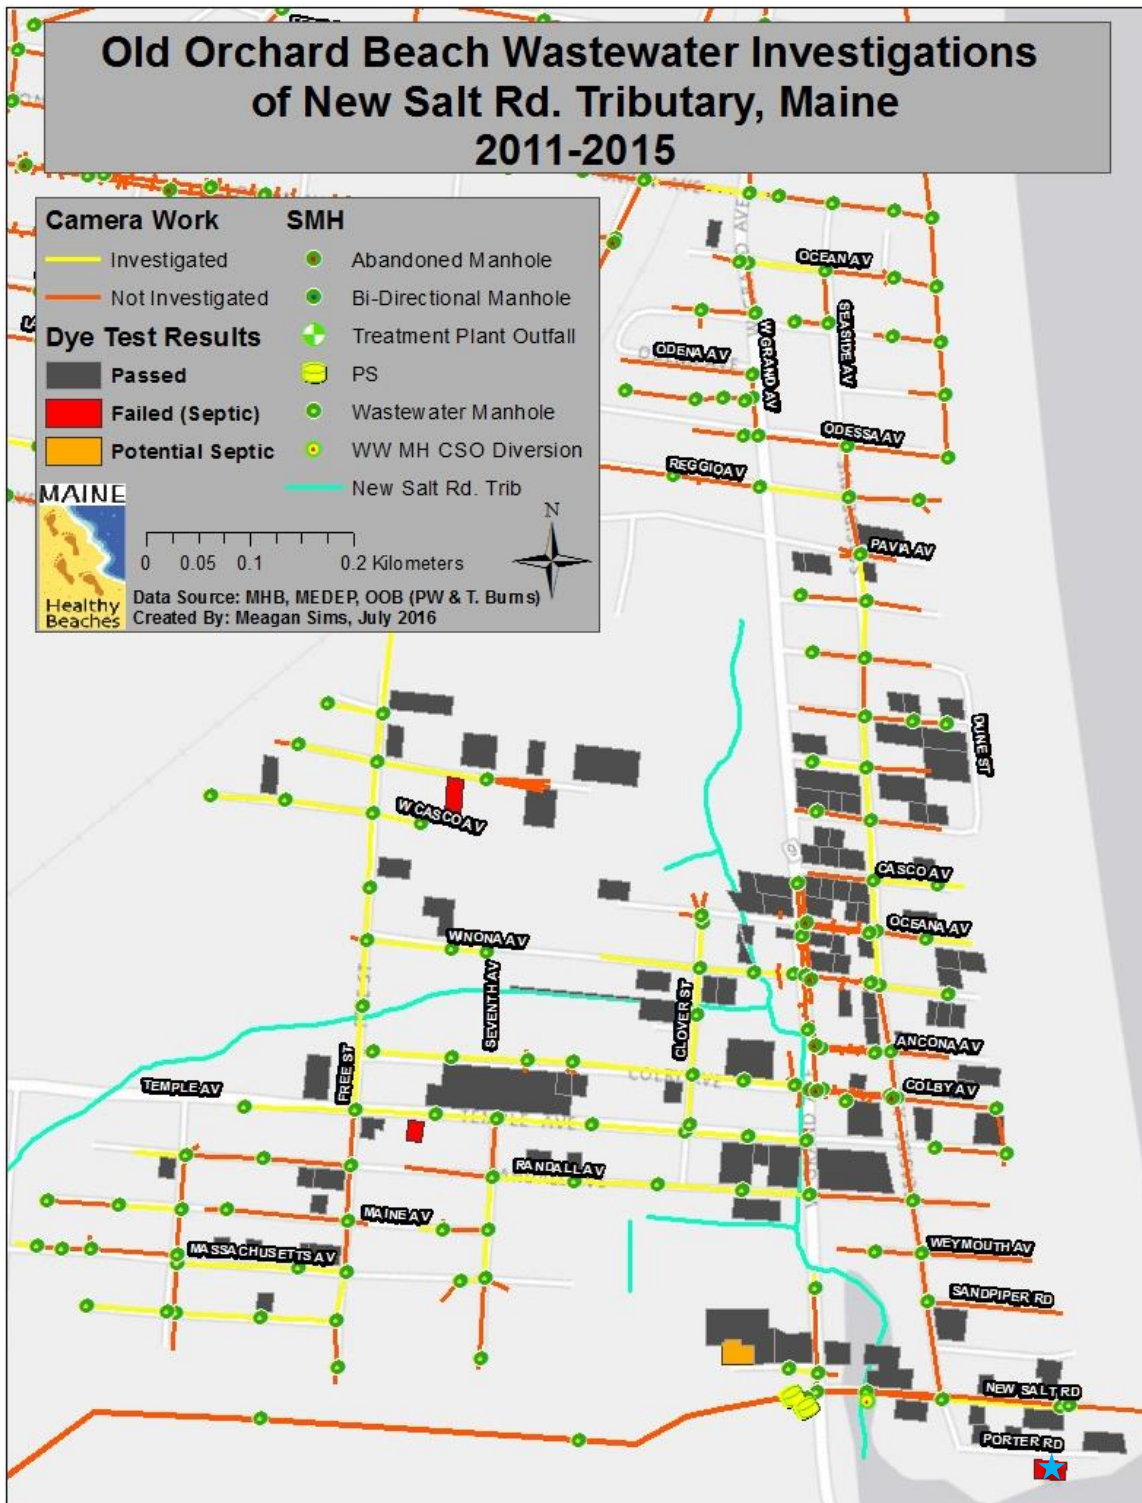 Old Orchard Beach Wastewater Investigations
of New Salt Rd. Tributary, Maine
2011-2015
Camera Work
Investigated
Not Investigated
Dye Test Results
Passed
Failed (Septic)
Potential Septic
SMH
Abandoned Manhole
Bi-Directional Manhole
Treatment Plant Outfall
PS
Wastewater Manhole
WW MH CSO Diversion
New Salt Rd. Trib
MAINE
Healthy
Beaches
N
0 0.05 0.1 0.2 Kilometers
Data Source: MHB, MEDEP, OOB (PW & T. Burns)
Created By: Meagan Sims, July 2016
OCEAN AV
SEASIDE AV
W GRAND AV
ODENA AV
ODESSA AV
REGGIO AV
PAVIA AV
DUNE ST
W CASCO AV
9
CASCO AV
OCEANA AV
WINONA AV
SEVENTH AV
CLOVER ST
ANCONA AV
FREE ST
TEMPLE AV
COLBY AVE
COLBY AV
TEMPLE AVE
RANDALL AV
MAINE AV
MASSACHUSETTS AV
WEYMOUTH AV
SANDPIPER RD
NEW SALT RD
PORTER RD